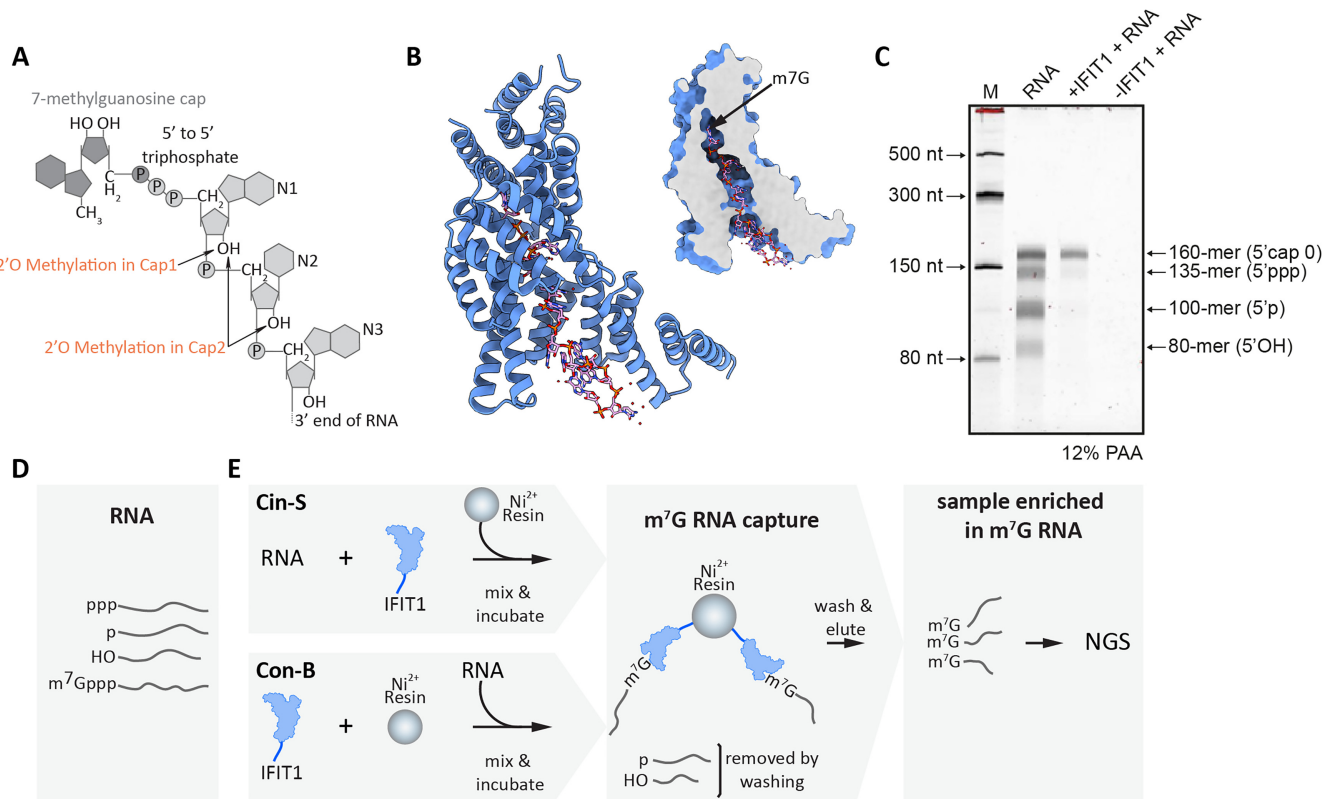 A
7-methylguanosine cap
HO OH
5’ to 5’
triphosphate
C
H₂
P
P
P
CH₂
N1
CH₃
OH
2’O Methylation in Cap1
P
CH₂
N2
OH
2’O Methylation in Cap2
P
CH₂
N3
OH
3’ end of RNA
B
m7G
C
M
RNA
+IFIT1 + RNA
-IFIT1 + RNA
500 nt
300 nt
150 nt
80 nt
160-mer (5’cap 0)
135-mer (5’ppp)
100-mer (5’p)
80-mer (5’OH)
12% PAA
D
RNA
ppp
p
HO
m⁷Gppp
E
Cin-S
RNA
+
IFIT1
Ni²⁺
Resin
mix &
incubate
Con-B
IFIT1
+
Ni²⁺
Resin
RNA
mix &
incubate
m⁷G RNA capture
Ni²⁺
Resin
m⁷G
m⁷G
p
HO
removed by
washing
wash &
elute
sample enriched
in m⁷G RNA
m⁷G
m⁷G
m⁷G
NGS